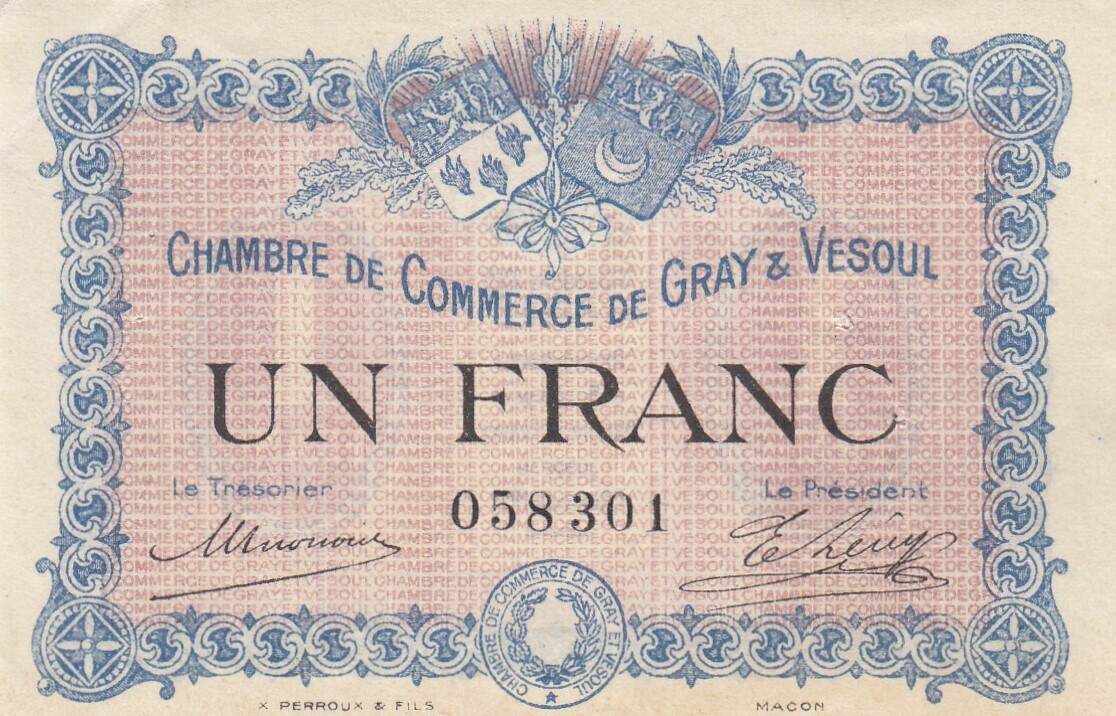 CHAMBRE DE COMMERCE DE GRAY & VESOUL
UN FRANC
Le Trésorier
058301
Le Président
CHAMBRE DE COMMERCE DE GRAY ET VESOUL
X PERROUX & FILS
MACON